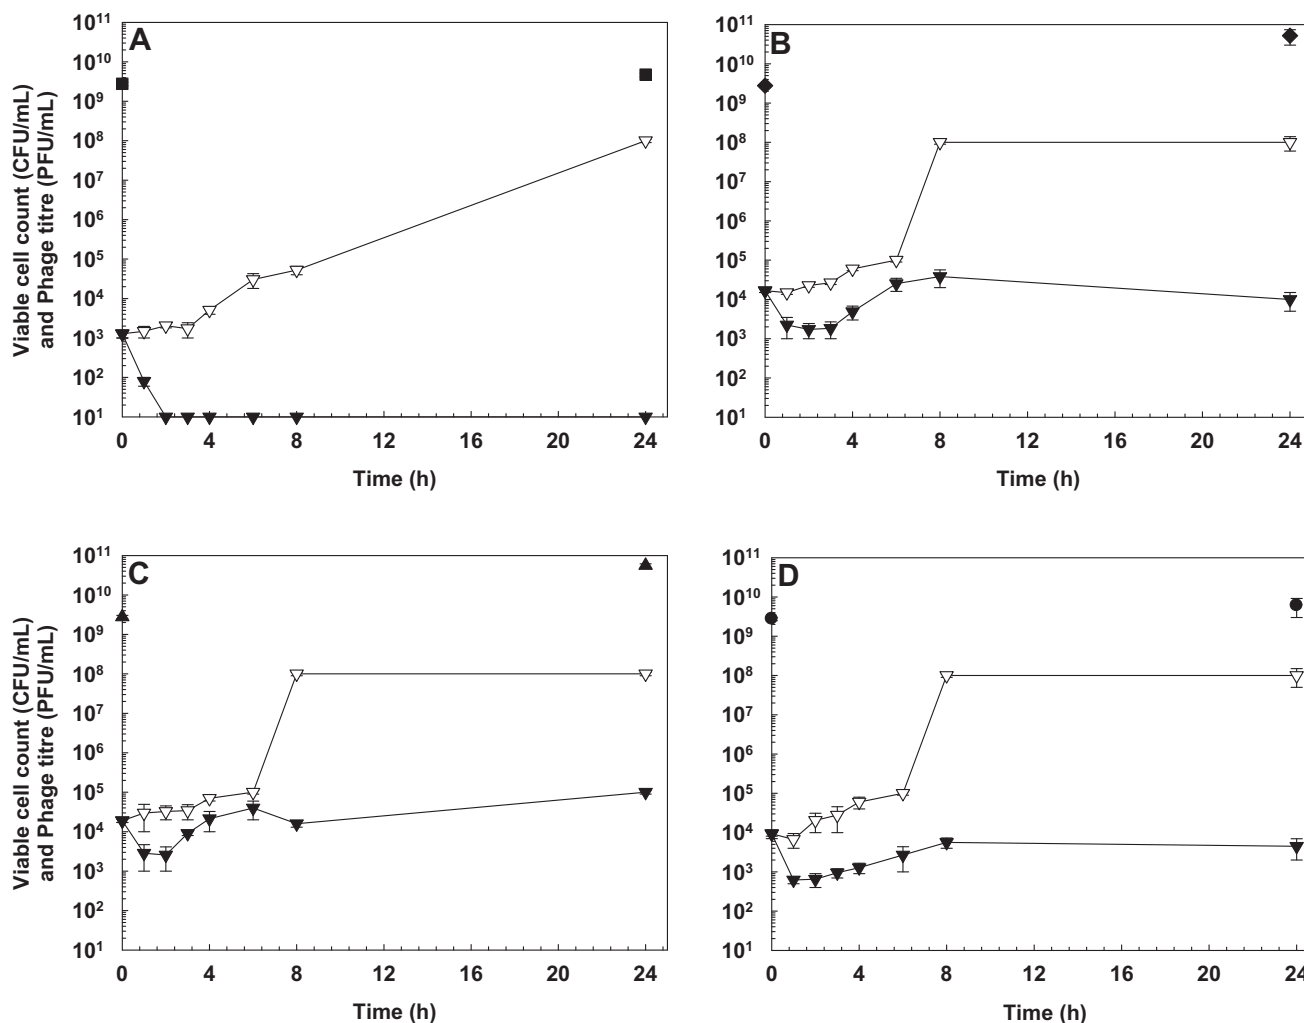 A
Viable cell count (CFU/mL)
and Phage titre (PFU/mL)
10¹¹
10¹⁰
10⁹
10⁸
10⁷
10⁶
10⁵
10⁴
10³
10²
10¹
0 4 8 12 16 20 24
Time (h)
B
10¹¹
10¹⁰
10⁹
10⁸
10⁷
10⁶
10⁵
10⁴
10³
10²
10¹
0 4 8 12 16 20 24
Time (h)
C
Viable cell count (CFU/mL)
and Phage titre (PFU/mL)
10¹¹
10¹⁰
10⁹
10⁸
10⁷
10⁶
10⁵
10⁴
10³
10²
10¹
0 4 8 12 16 20 24
Time (h)
D
10¹¹
10¹⁰
10⁹
10⁸
10⁷
10⁶
10⁵
10⁴
10³
10²
10¹
0 4 8 12 16 20 24
Time (h)